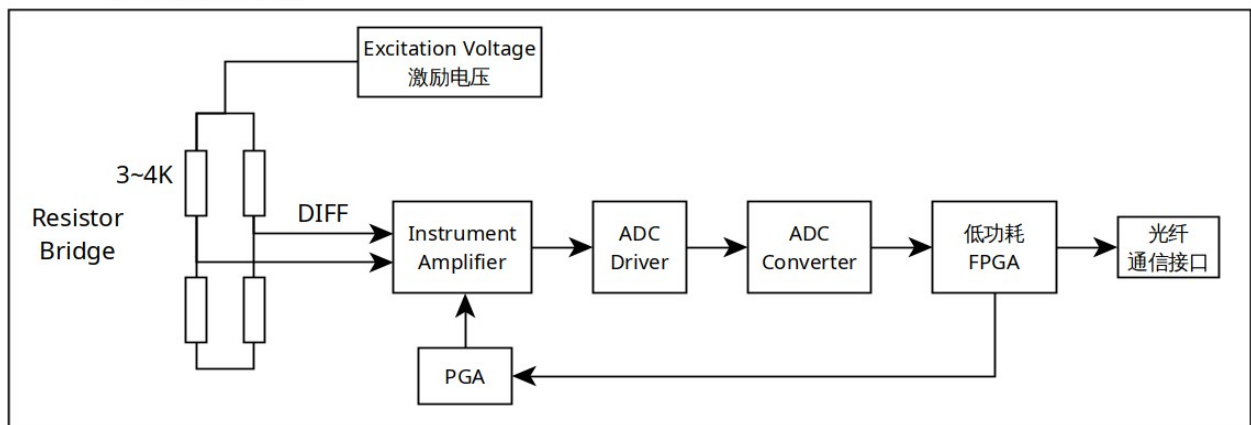 Excitation Voltage
激励电压
3~4K
Resistor
Bridge
DIFF
Instrument
Amplifier
ADC
Driver
ADC
Converter
低功耗
FPGA
光纤
通信接口
PGA